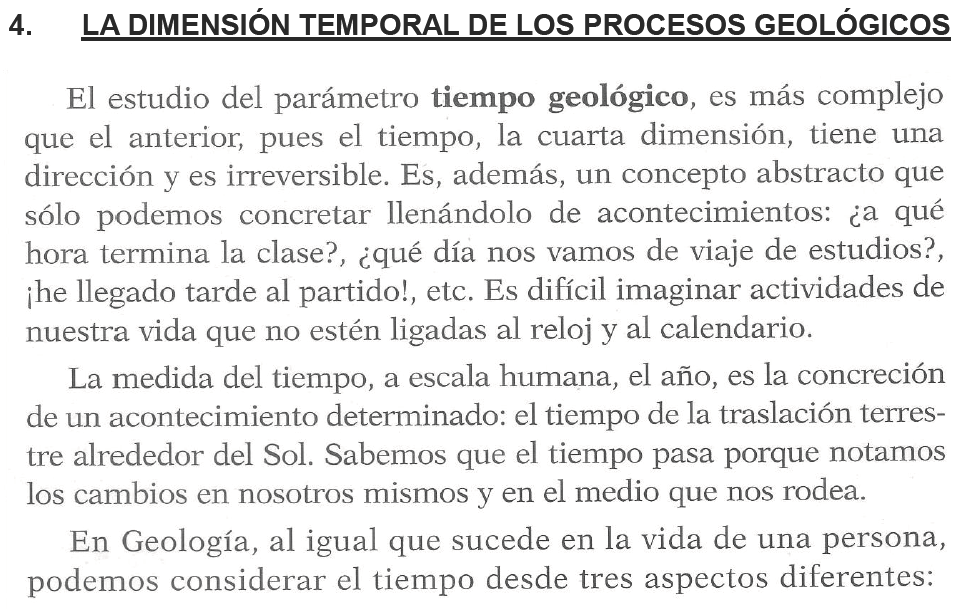 4. LA DIMENSIÓN TEMPORAL DE LOS PROCESOS GEOLÓGICOS
El estudio del parámetro tiempo geológico, es más complejo
que el anterior, pues el tiempo, la cuarta dimensión, tiene una
dirección y es irreversible. Es, además, un concepto abstracto que
sólo podemos concretar llenándolo de acontecimientos: ¿a qué
hora termina la clase?, ¿qué día nos vamos de viaje de estudios?,
¡he llegado tarde al partido!, etc. Es difícil imaginar actividades de
nuestra vida que no estén ligadas al reloj y al calendario.
La medida del tiempo, a escala humana, el año, es la concreción
de un acontecimiento determinado: el tiempo de la traslación terres-
tre alrededor del Sol. Sabemos que el tiempo pasa porque notamos
los cambios en nosotros mismos y en el medio que nos rodea.
En Geología, al igual que sucede en la vida de una persona,
podemos considerar el tiempo desde tres aspectos diferentes: